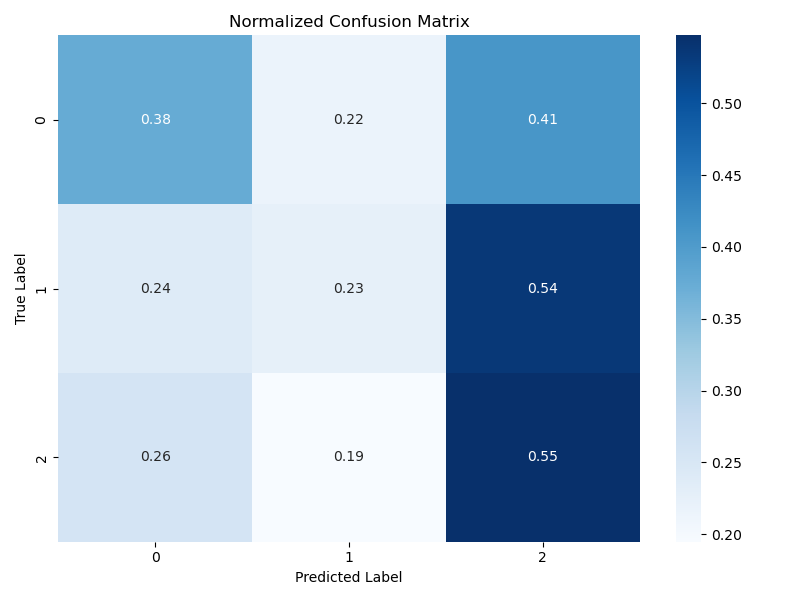 Normalized Confusion Matrix
0.38 0.22 0.41
0.24 0.23 0.54
0.26 0.19 0.55
0
1
2
True Label
0 1 2
Predicted Label
0.50
0.45
0.40
0.35
0.30
0.25
0.20